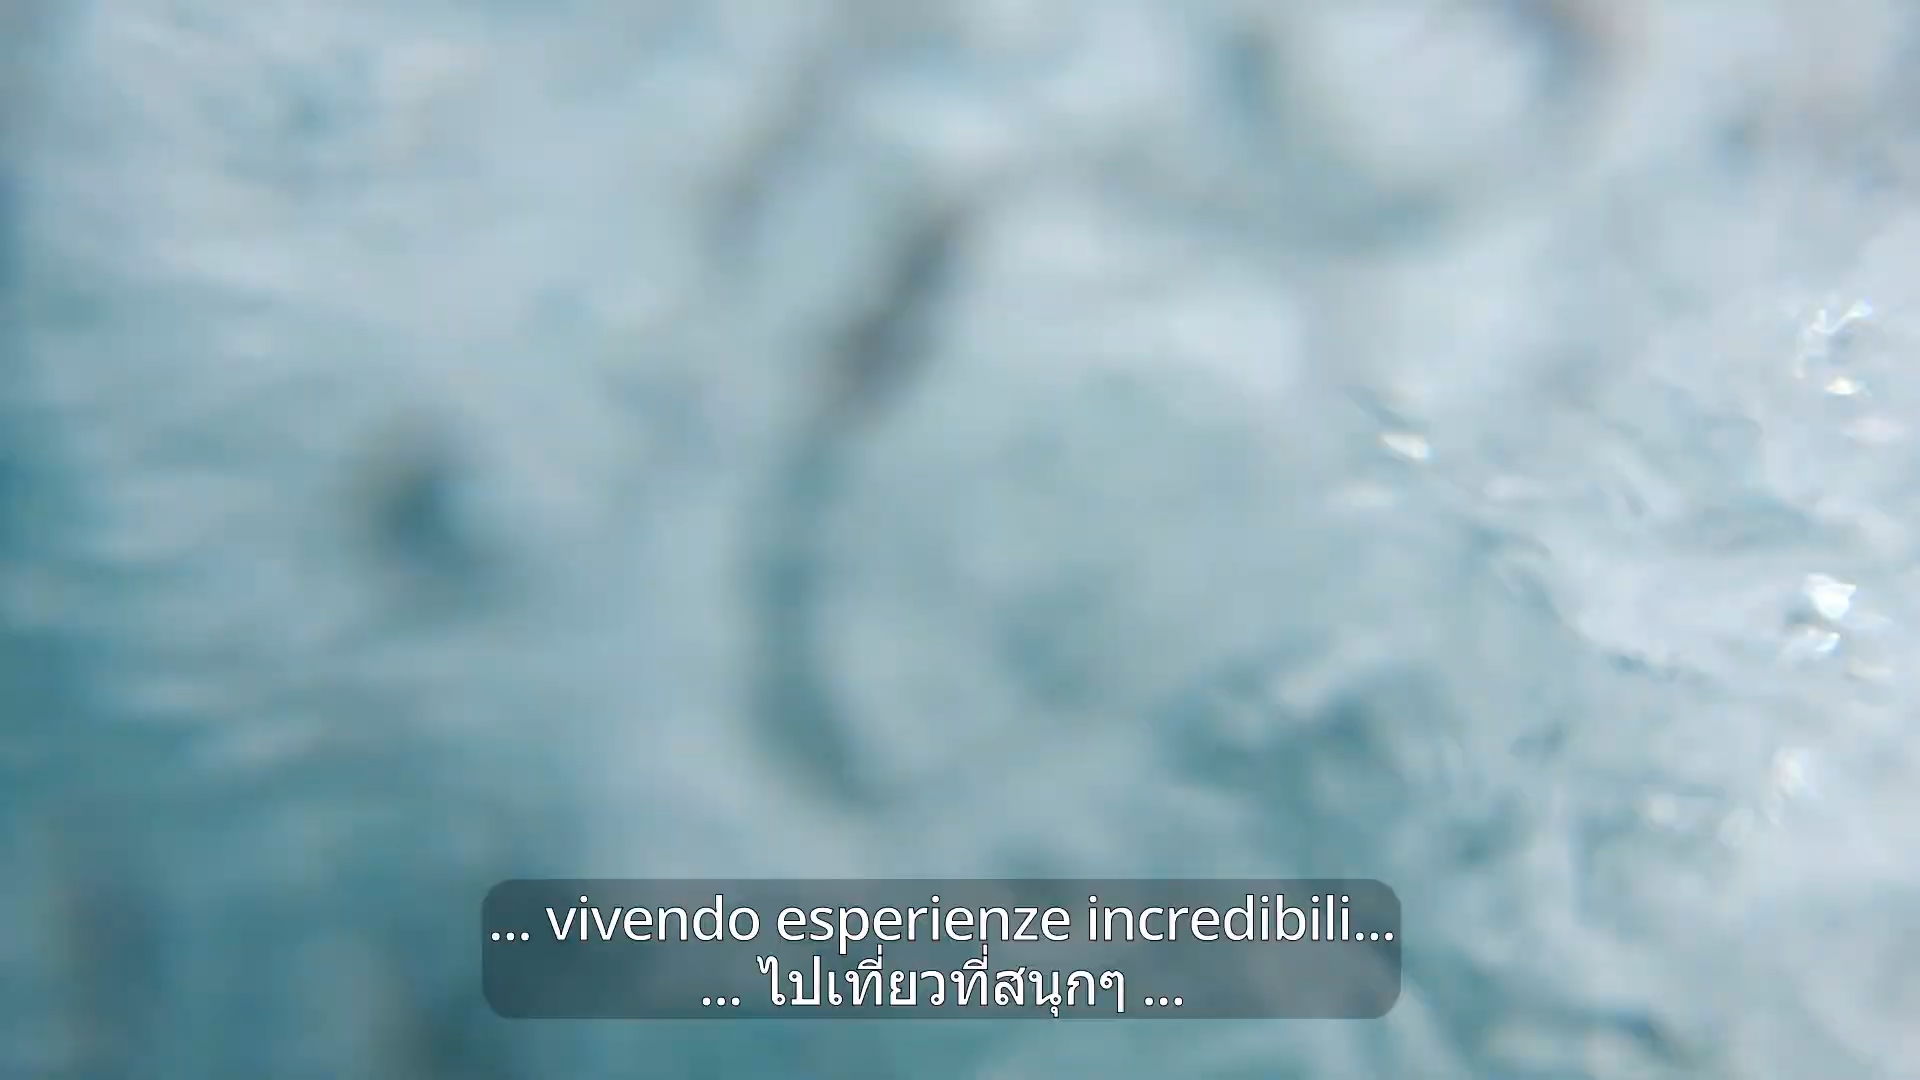 ... vivendo esperienze incredibili...
... ไปเที่ยวที่สนุกๆ ...